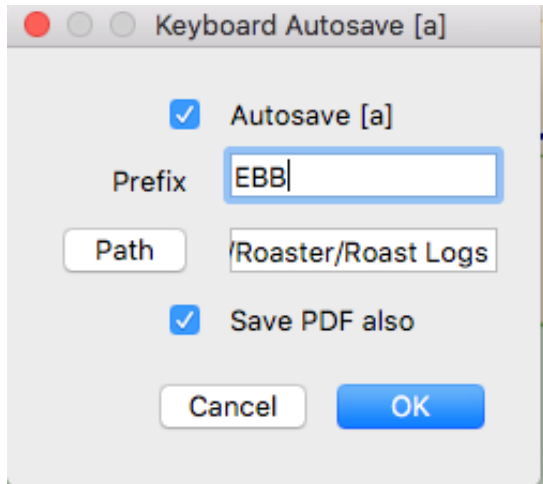 Keyboard Autosave [a]
Autosave [a]
Prefix EBB
Path /Roaster/Roast Logs
Save PDF also
Cancel OK